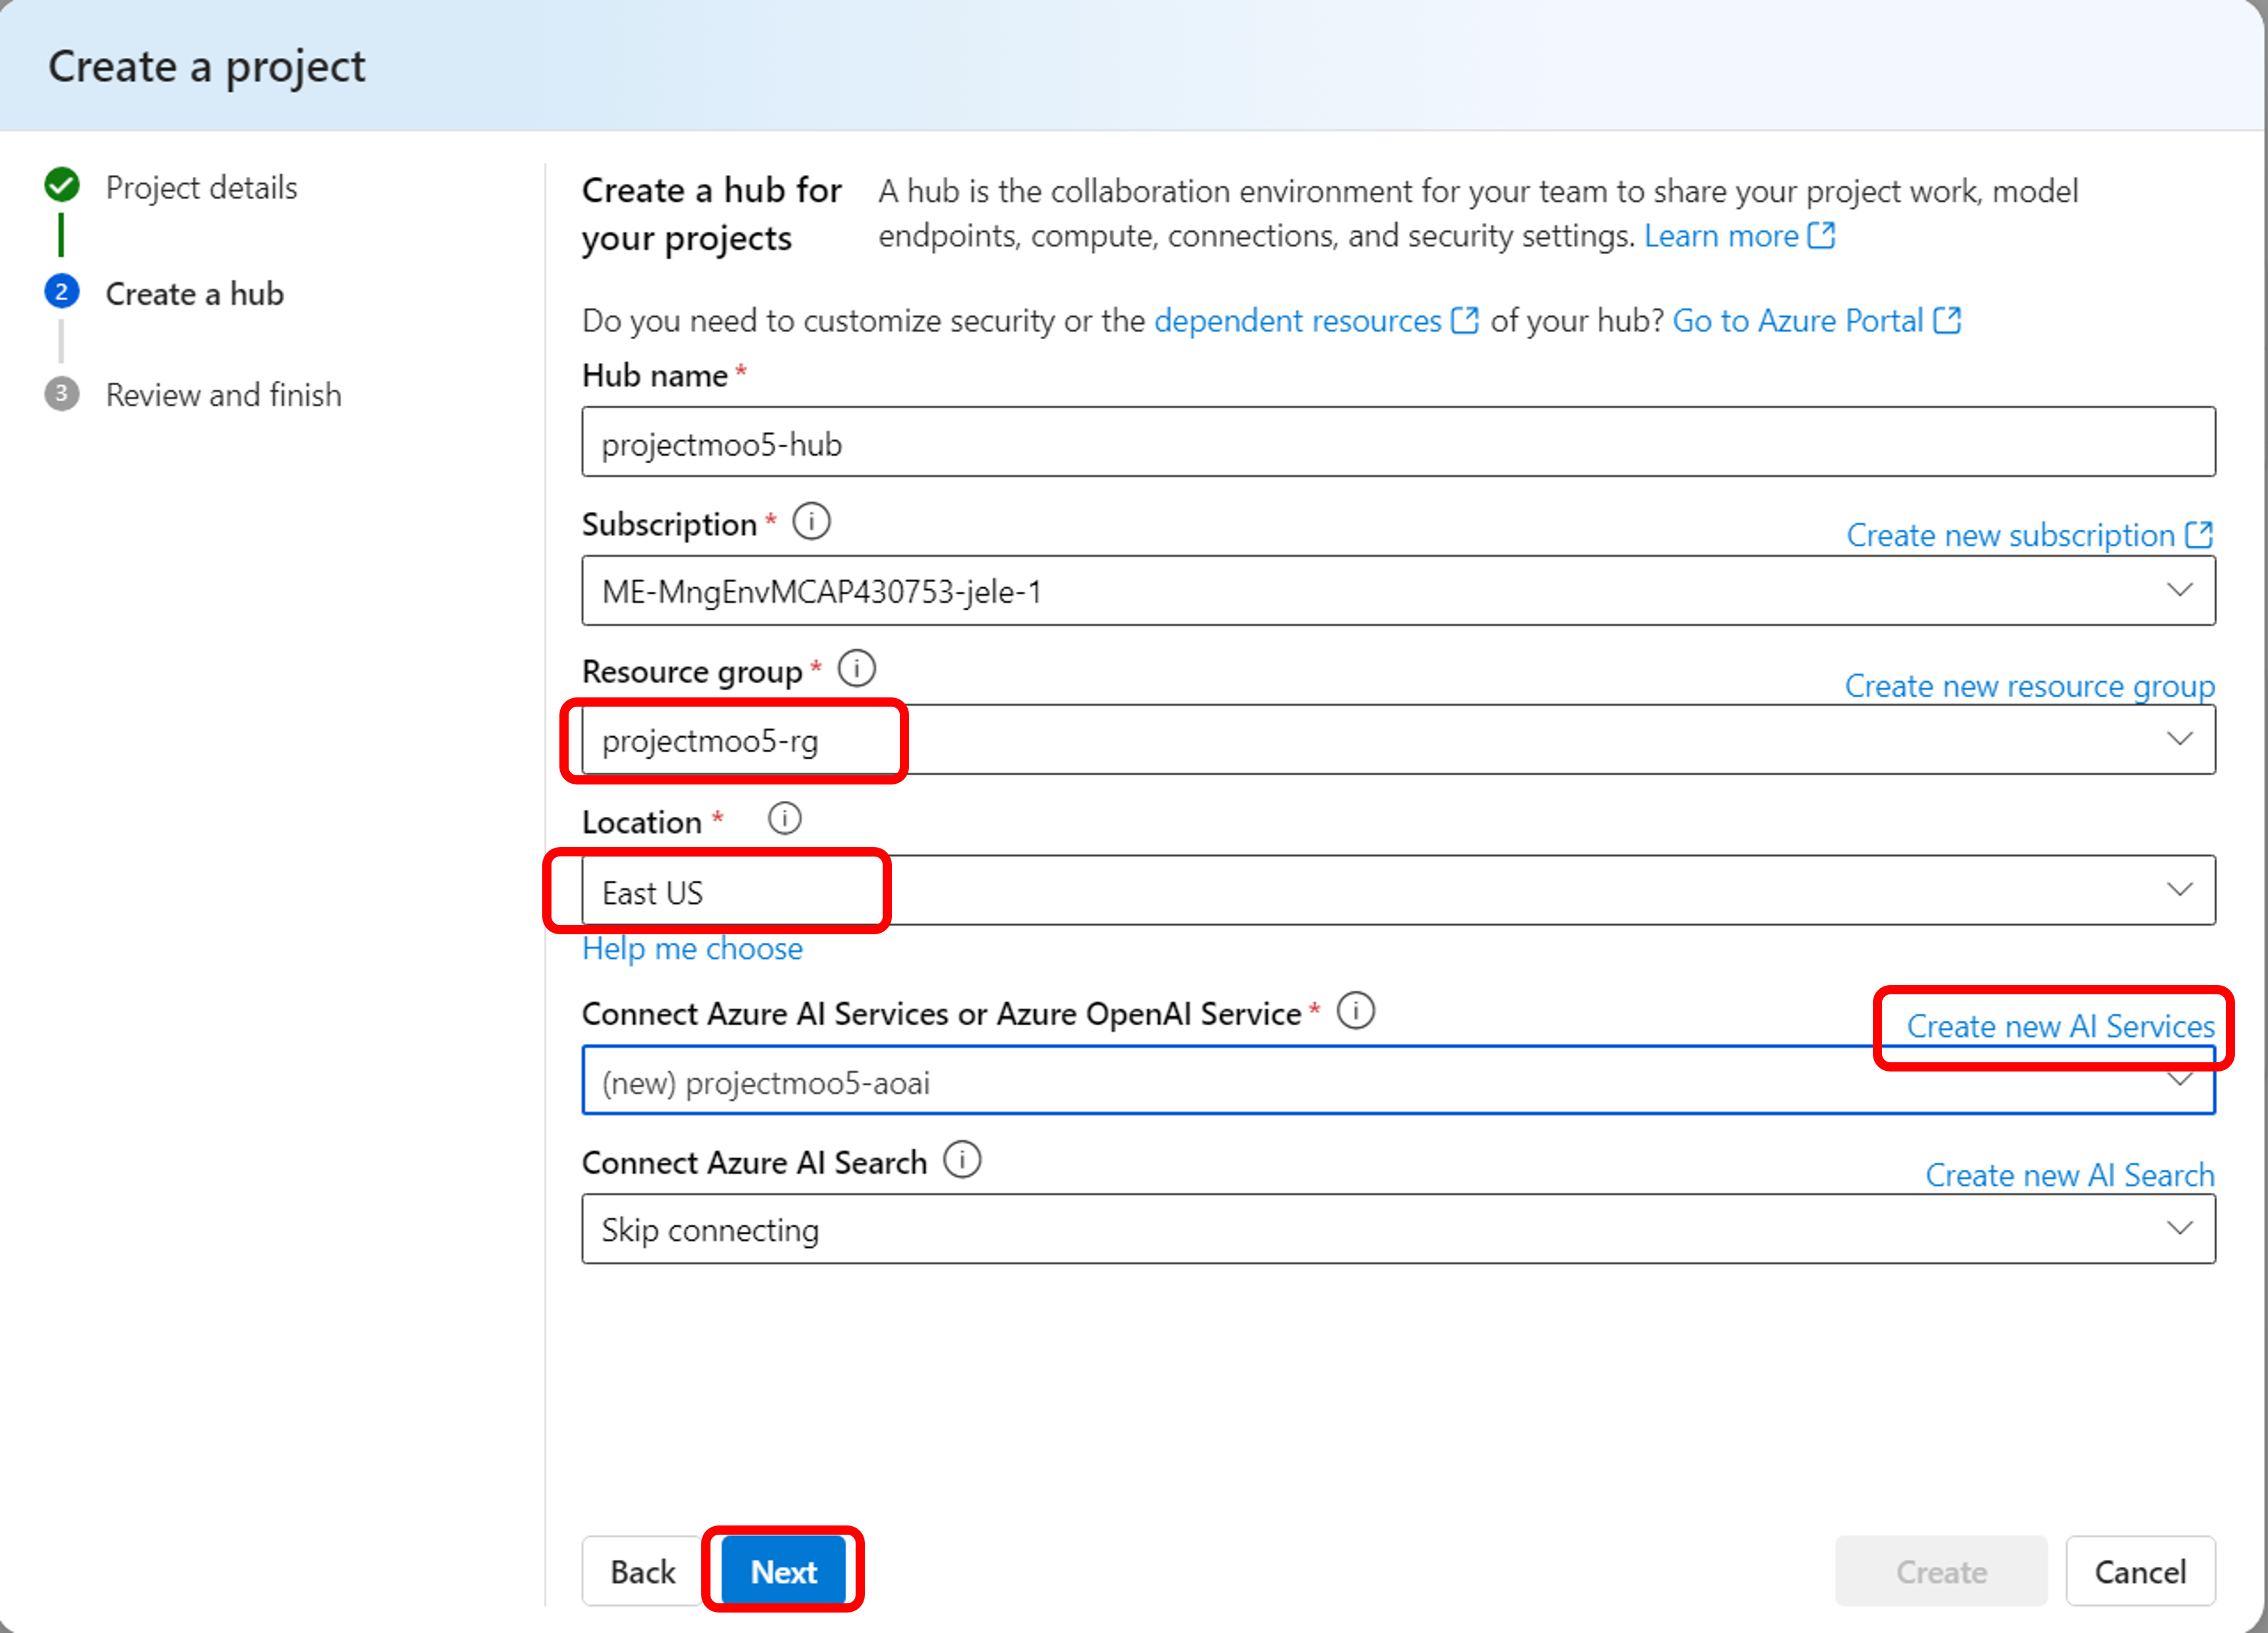 Create a project
Project details
2 Create a hub
3 Review and finish
Create a hub for
your projects
A hub is the collaboration environment for your team to share your project work, model
endpoints, compute, connections, and security settings. Learn more
Do you need to customize security or the dependent resources of your hub? Go to Azure Portal
Hub name *
projectmoo5-hub
Subscription *
Create new subscription
ME-MngEnvMCAP430753-jele-1
Resource group *
Create new resource group
projectmoo5-rg
Location *
East US
Help me choose
Connect Azure AI Services or Azure OpenAI Service *
Create new AI Services
(new) projectmoo5-aoai
Connect Azure AI Search
Create new AI Search
Skip connecting
Back
Next
Create
Cancel